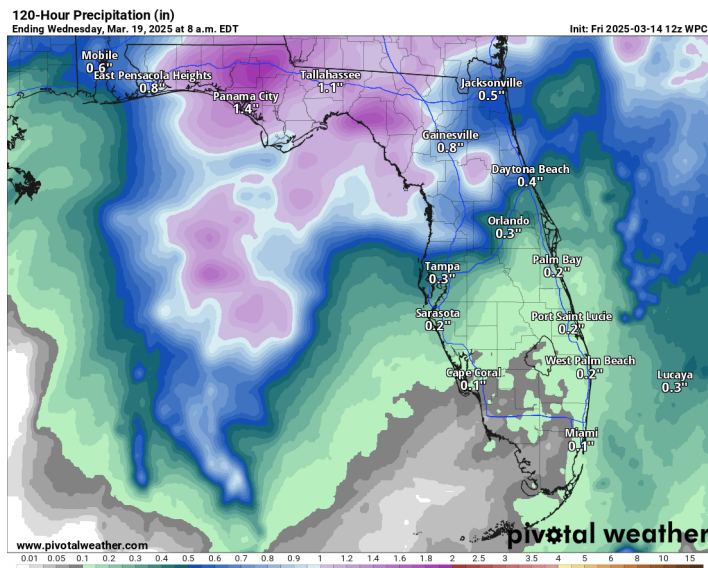 120-Hour Precipitation (in)
Ending Wednesday, Mar. 19, 2025 at 8 a.m. EDT
Init: Fri 2025-03-14 12z WPC
Mobile
0.6"
East Pensacola Heights
0.8"
Panama City
1.4"
Tallahassee
1.1"
Jacksonville
0.5"
Gainesville
0.8"
Daytona Beach
0.4"
Orlando
0.3"
Tampa
0.3"
Palm Bay
0.2"
Sarasota
0.2"
Port Saint Lucie
0.2"
West Palm Beach
0.2"
Cape Coral
0.1"
Lucaya
0.3"
Miami
0.1"
pivotal weather
www.pivotalweather.com
0.01 0.05 0.1 0.2 0.3 0.4 0.5 0.6 0.7 0.8 0.9 1 1.2 1.4 1.6 1.8 2 2.5 3 3.5 4 5 6 7 8 9 10 15